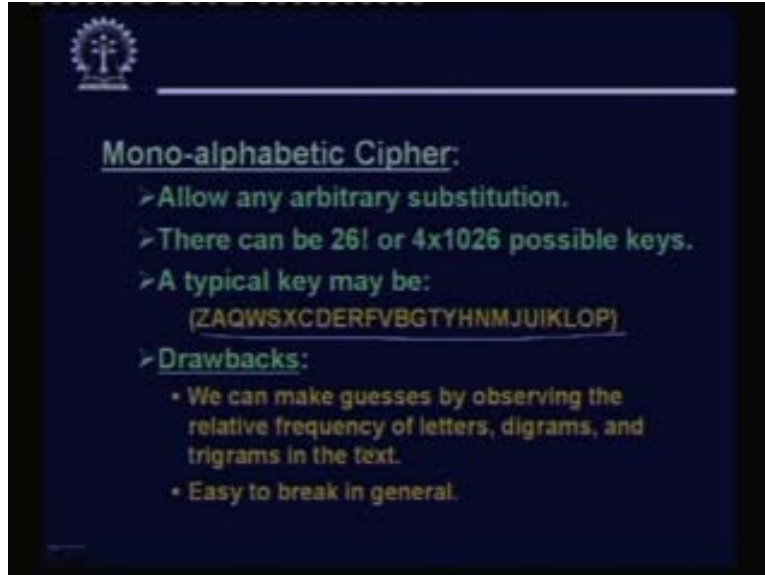 Mono-alphabetic Cipher:
➢Allow any arbitrary substitution.
➢There can be 26! or 4x1026 possible keys.
➢A typical key may be:
(ZAQWSXCDERFVBGTYHNMJUIKLOP)
➢Drawbacks:
▪ We can make guesses by observing the
relative frequency of letters, digrams, and
trigrams in the text.
▪ Easy to break in general.